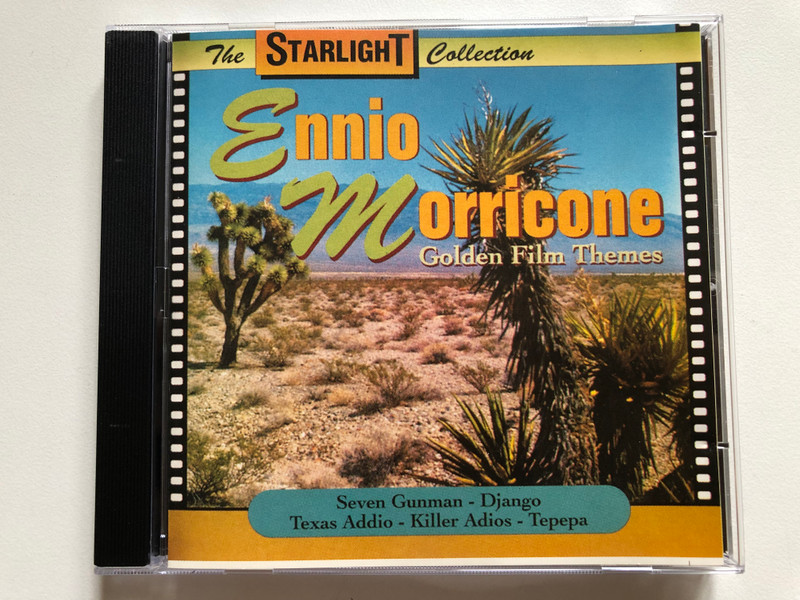 The STARLIGHT Collection
Ennio
Morricone
Golden Film Themes
Seven Gunman - Django
Texas Addio - Killer Adios - Tepepa